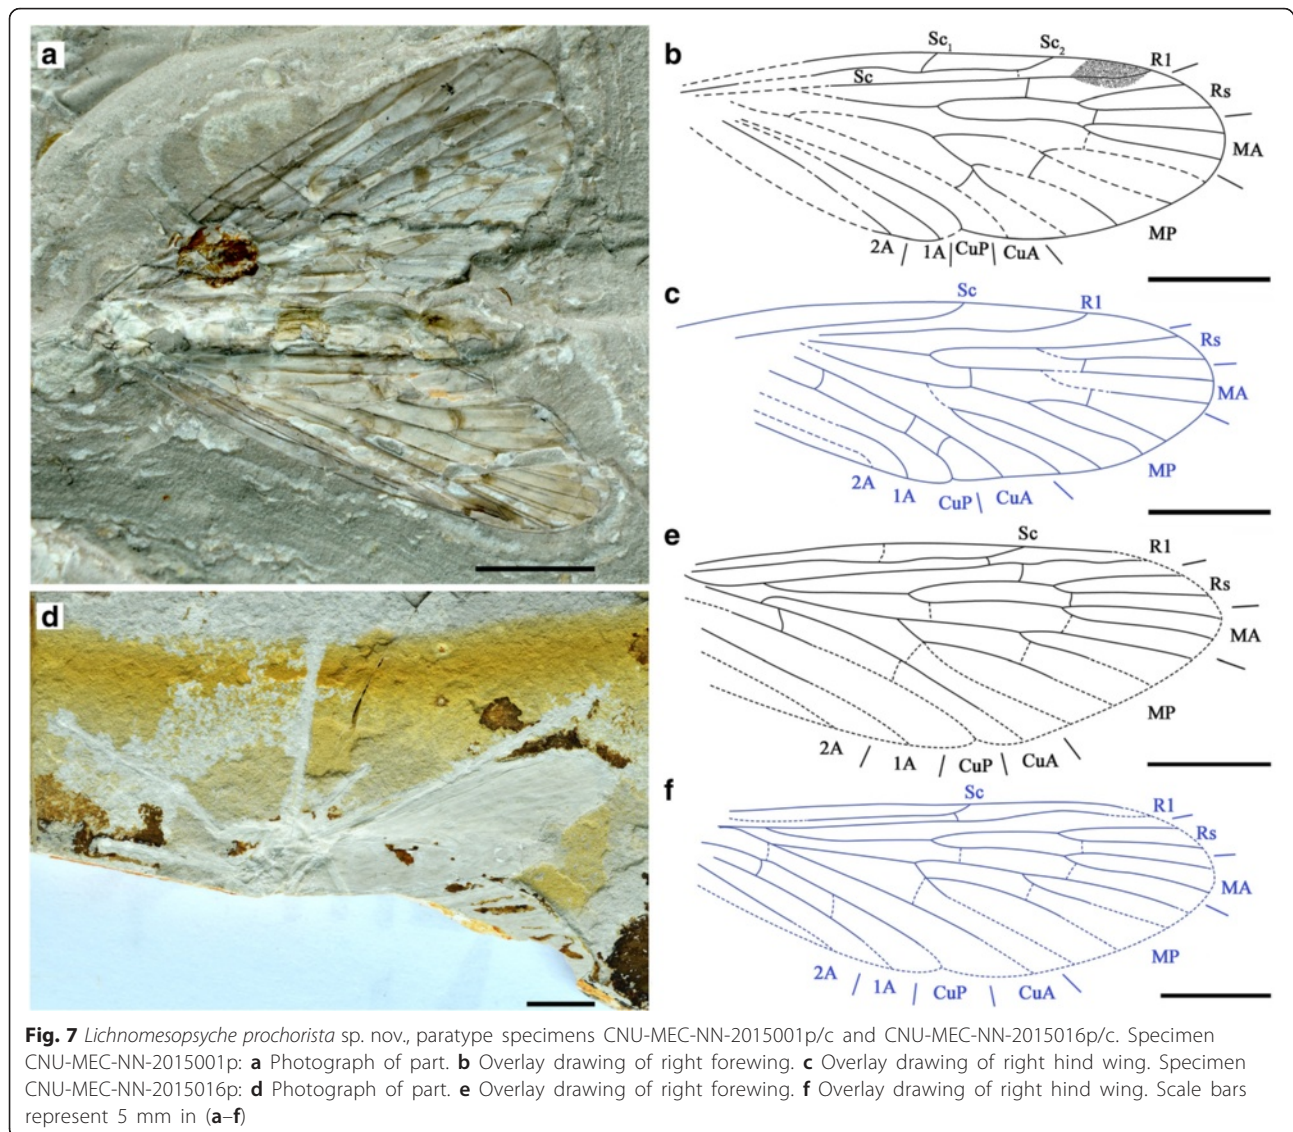 a
b
Sc1 Sc2 R1
Sc Rs
MA
MP
2A 1A CuP CuA
c
Sc R1
Rs
MA
MP
2A 1A CuP CuA
d
e
Sc R1
Rs
MA
MP
2A 1A CuP CuA
f
Sc R1
Rs
MA
MP
2A 1A CuP CuA
Fig. 7 Lichnomesopsyche prochorista sp. nov., paratype specimens CNU-MEC-NN-2015001p/c and CNU-MEC-NN-2015016p/c. Specimen
CNU-MEC-NN-2015001p: a Photograph of part. b Overlay drawing of right forewing. c Overlay drawing of right hind wing. Specimen
CNU-MEC-NN-2015016p: d Photograph of part. e Overlay drawing of right forewing. f Overlay drawing of right hind wing. Scale bars
represent 5 mm in (a–f)